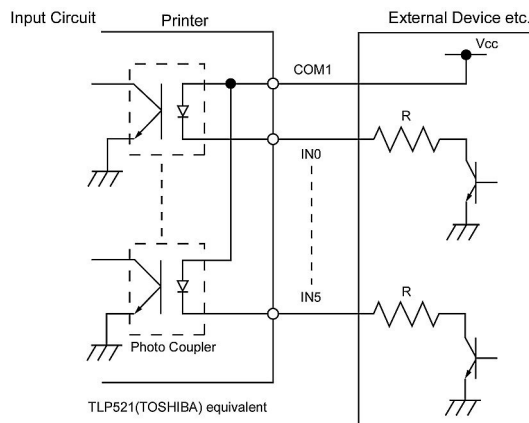 Input Circuit
Printer
External Device etc.
Vcc
COM1
R
IN0
R
IN5
Photo Coupler
TLP521(TOSHIBA) equivalent